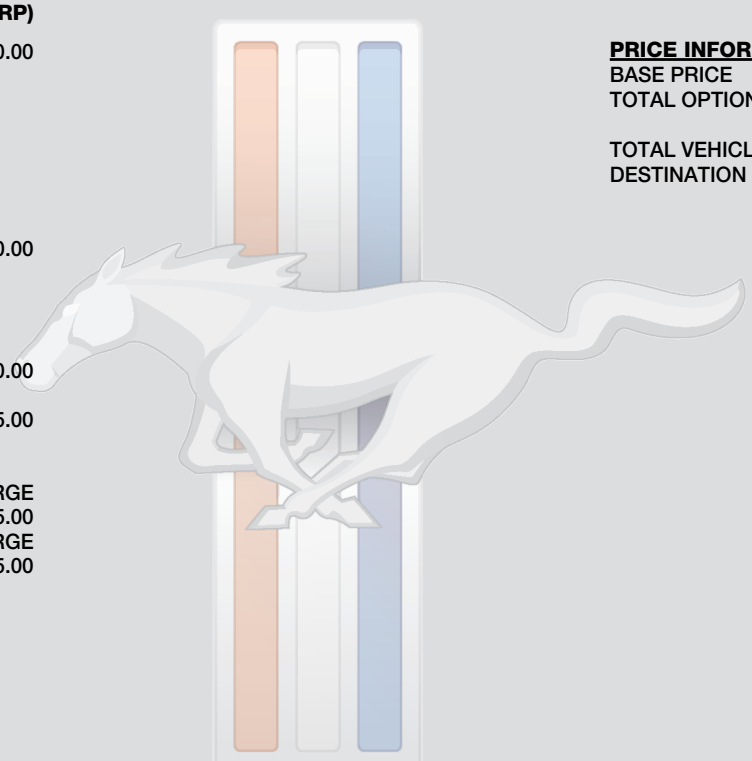 RP)
0.00
0.00
0.00
5.00
RGE
5.00
RGE
5.00
PRICE INFOR
BASE PRICE
TOTAL OPTION
TOTAL VEHICL
DESTINATION